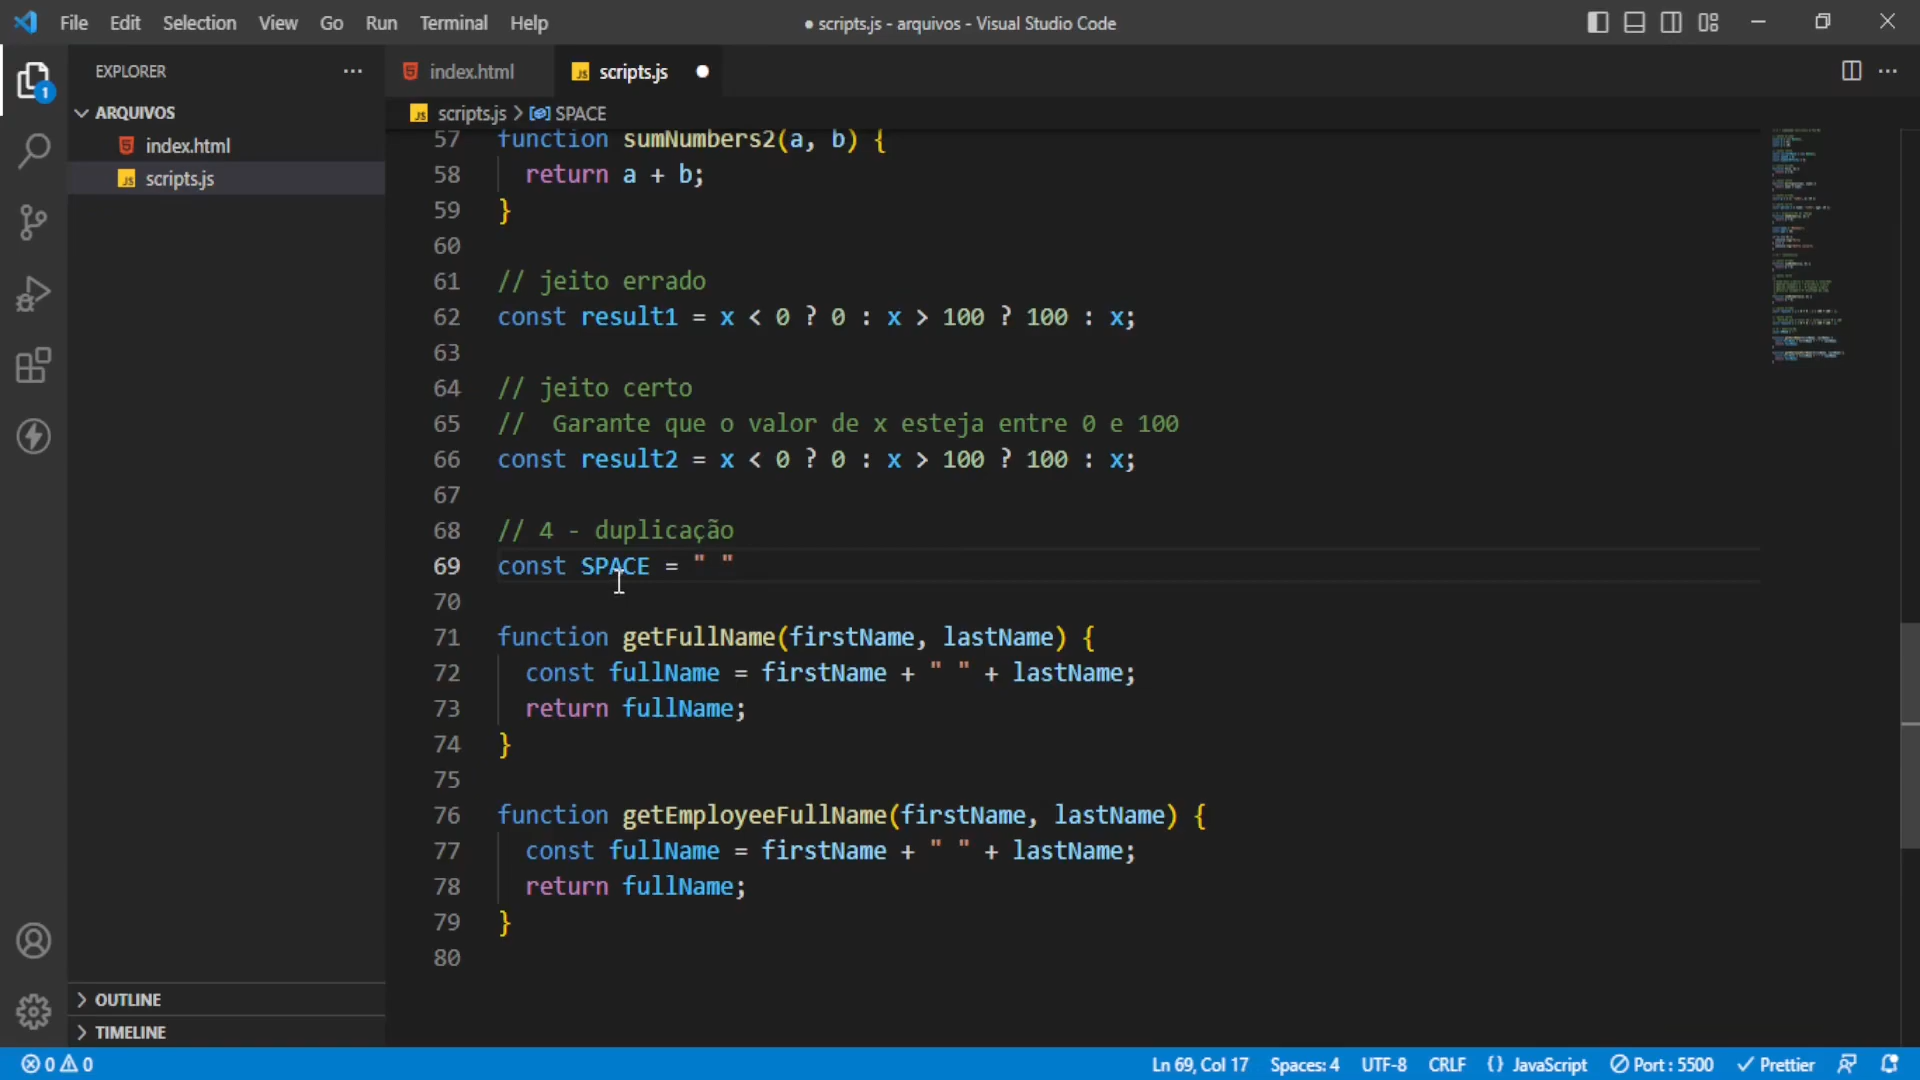 File Edit Selection View Go Run Terminal Help
● scripts.js - arquivos - Visual Studio Code
EXPLORER
1
ARQUIVOS
index.html
JS scripts.js
index.html
JS scripts.js
JS scripts.js > SPACE
57 function sumNumbers2(a, b) {
58 return a + b;
59 }
60
61 // jeito errado
62 const result1 = x < 0 ? 0 : x > 100 ? 100 : x;
63
64 // jeito certo
65 //  Garante que o valor de x esteja entre 0 e 100
66 const result2 = x < 0 ? 0 : x > 100 ? 100 : x;
67
68 // 4 - duplicação
69 const SPACE = " "
70
71 function getFullName(firstName, lastName) {
72 const fullName = firstName + " " + lastName;
73 return fullName;
74 }
75
76 function getEmployeeFullName(firstName, lastName) {
77 const fullName = firstName + " " + lastName;
78 return fullName;
79 }
80
OUTLINE
TIMELINE
0 0
Ln 69, Col 17 Spaces: 4 UTF-8 CRLF {} JavaScript Port : 5500 Prettier